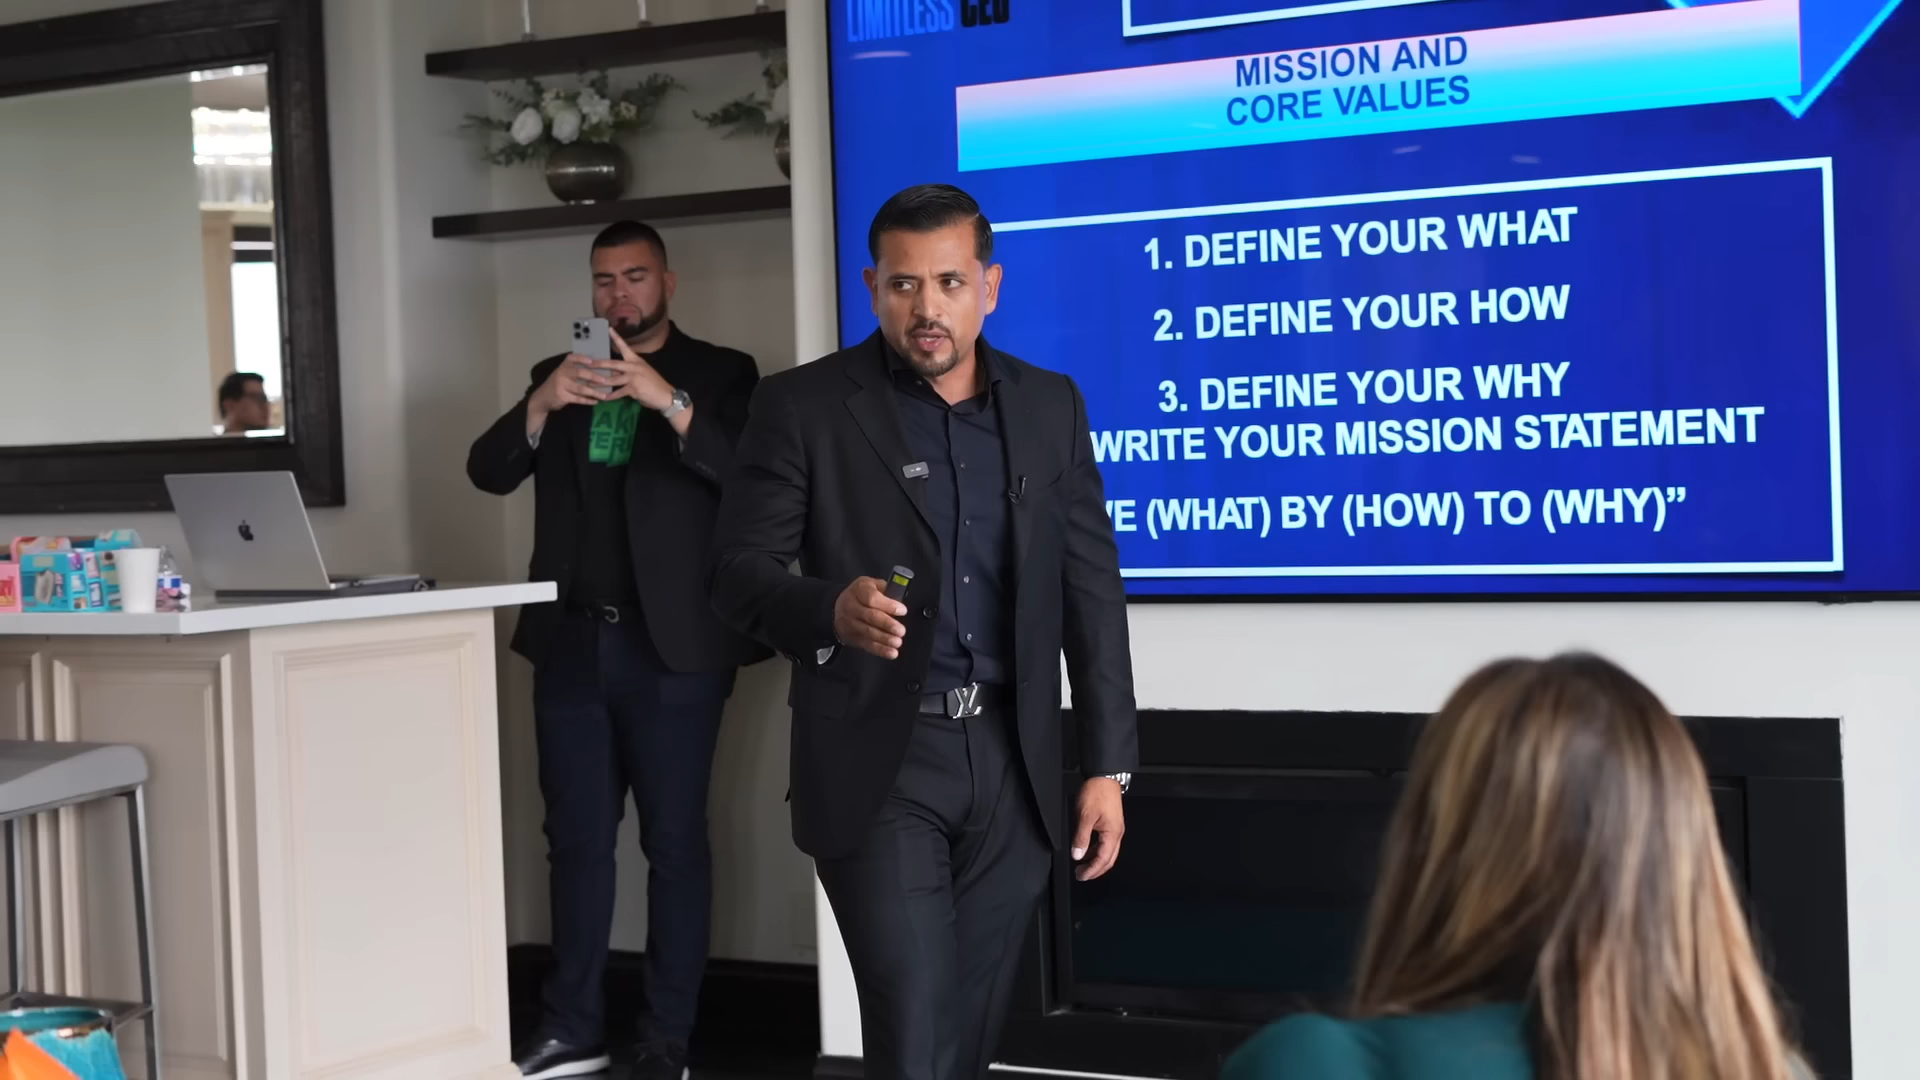 LIMITLESS CEO
MISSION AND
CORE VALUES
1. DEFINE YOUR WHAT
2. DEFINE YOUR HOW
3. DEFINE YOUR WHY
WRITE YOUR MISSION STATEMENT
(WHAT) BY (HOW) TO (WHY)”